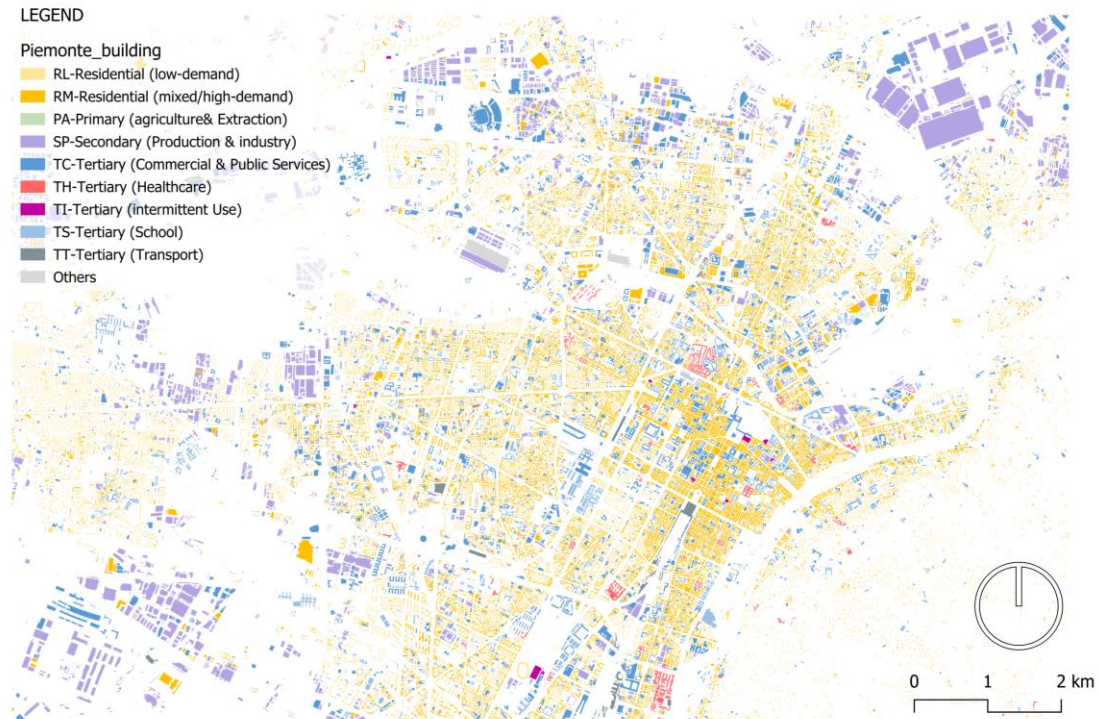 LEGEND
Piemonte_building
RL-Residential (low-demand)
RM-Residential (mixed/high-demand)
PA-Primary (agriculture& Extraction)
SP-Secondary (Production & industry)
TC-Tertiary (Commercial & Public Services)
TH-Tertiary (Healthcare)
TI-Tertiary (intermittent Use)
TS-Tertiary (School)
TT-Tertiary (Transport)
Others
0 1 2 km